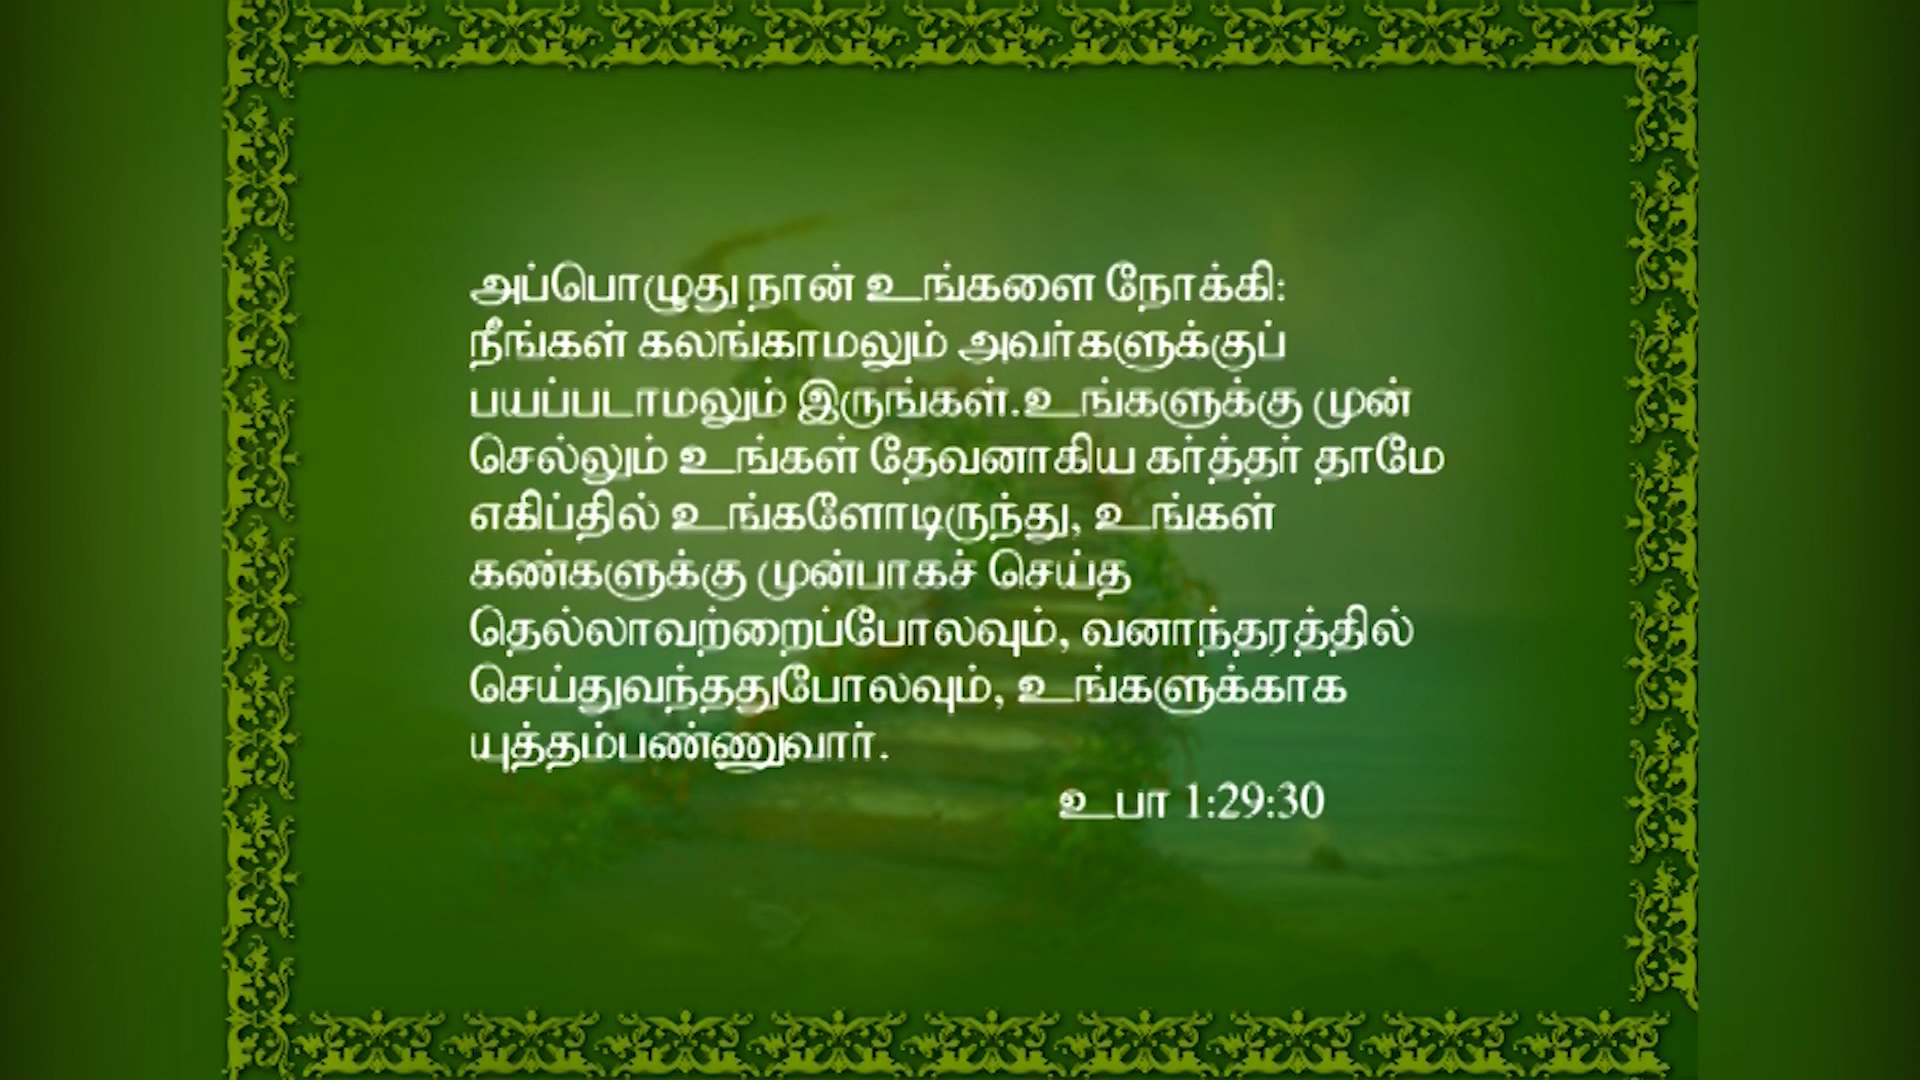 அப்பொழுது நான் உங்களை நோக்கி:
நீங்கள் கலங்காமலும் அவர்களுக்குப்
பயப்படாமலும் இருங்கள்.உங்களுக்கு முன்
செல்லும் உங்கள் தேவனாகிய கர்த்தர் தாமே
எகிப்தில் உங்களோடிருந்து, உங்கள்
கண்களுக்கு முன்பாகச் செய்த
தெல்லாவற்றைப்போலவும், வனாந்தரத்தில்
செய்துவந்ததுபோலவும், உங்களுக்காக
யுத்தம்பண்ணுவார்.
உபா 1:29:30